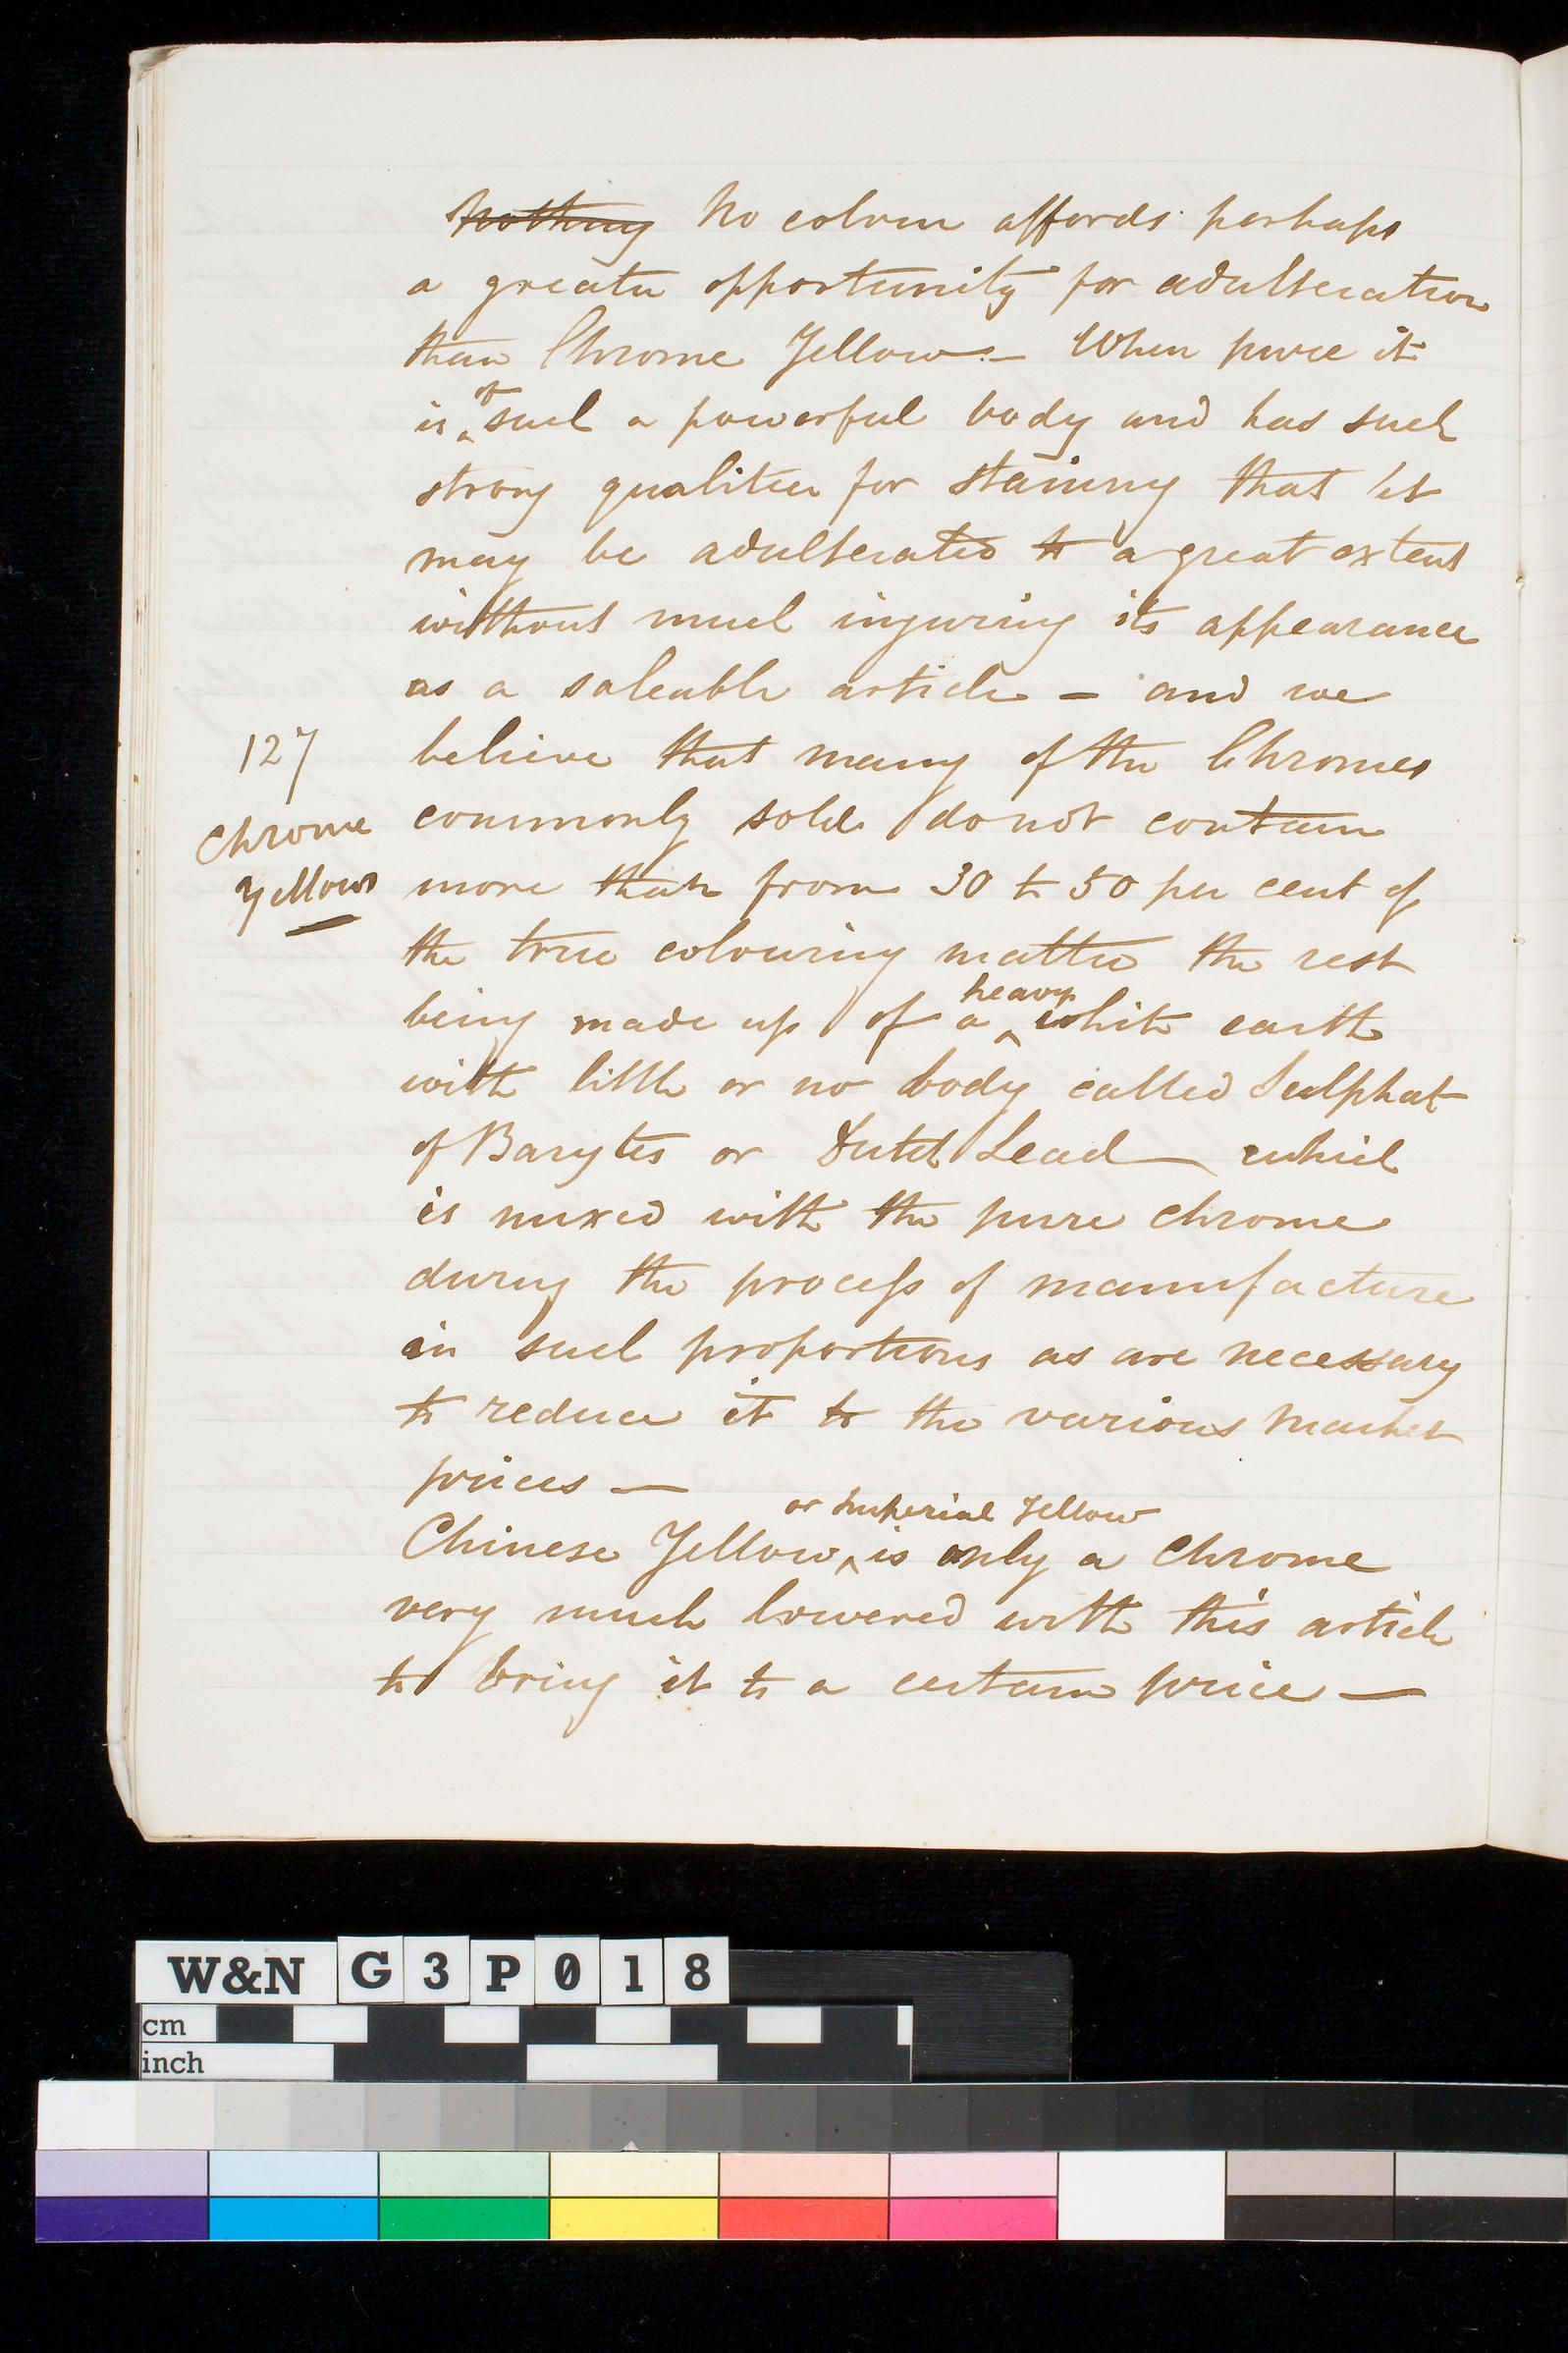 Nothing No colour affords perhaps
a greater opportunity for adulteration
than Chrome Yellow – When pure it
of
is such a powerful body and has such
strong qualities for staining that it
may be adulterated to a great extent
without much injuring its appearance
as a saleable article – and we
127
believe that many of the Chromes
Chrome
commonly sold do not contain
Yellows
more than from 30 to 50 per cent of
the true colouring matter the rest
heavy
being made up of a white earth
with little or no body called Sulphat
of Barytes or Dutch Lead — which
is mixed with the pure chrome
during the process of manufacture
in such proportions as are necessary
to reduce it to the various market
prices —
or Imperial Yellow
Chinese Yellow is only a Chrome
very much lowered with this article
to bring it to a certain price —
W&N G3P018
cm
inch